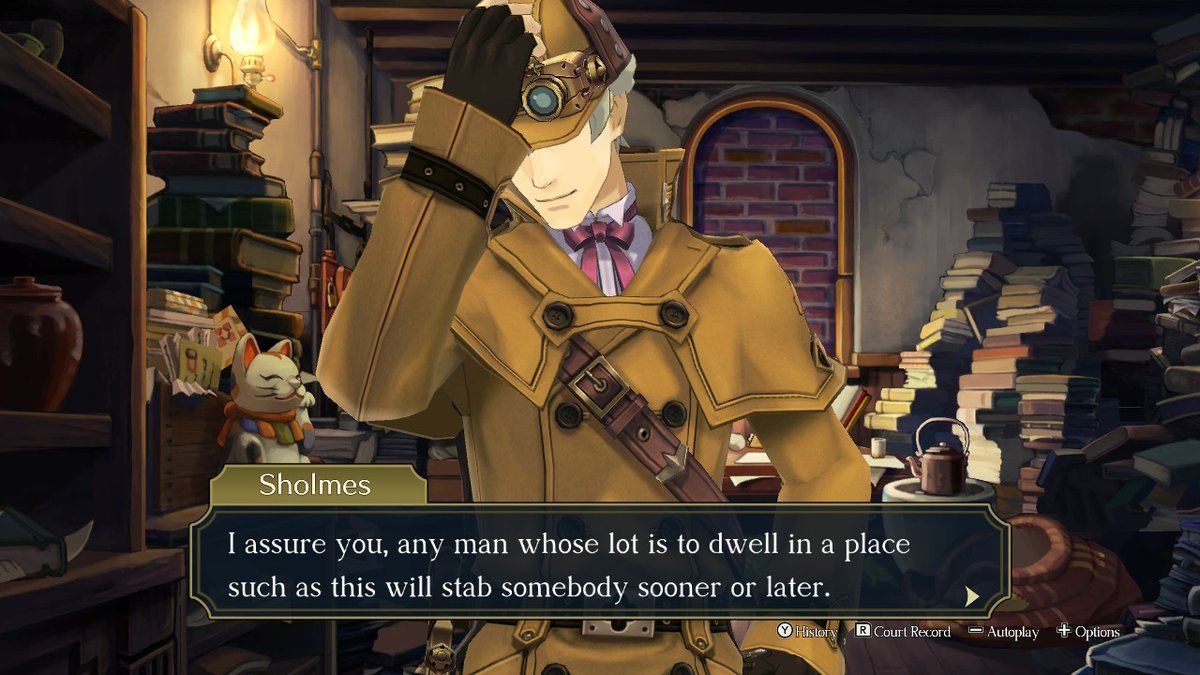 Sholmes
I assure you, any man whose lot is to dwell in a place
such as this will stab somebody sooner or later.
Y History R Court Record - Autoplay + Options